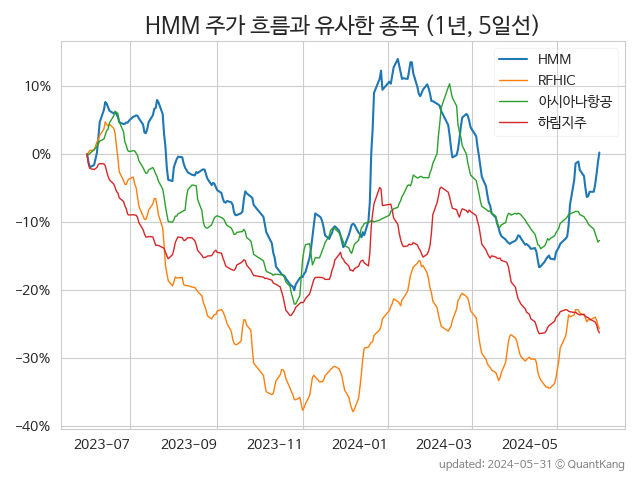 HMM 주가 흐름과 유사한 종목 (1년, 5일선)
HMM
RFHIC
아시아나항공
하림지주
10%
0%
−10%
−20%
−30%
−40%
2023-07
2023-09
2023-11
2024-01
2024-03
2024-05
updated: 2024-05-31 © QuantKang